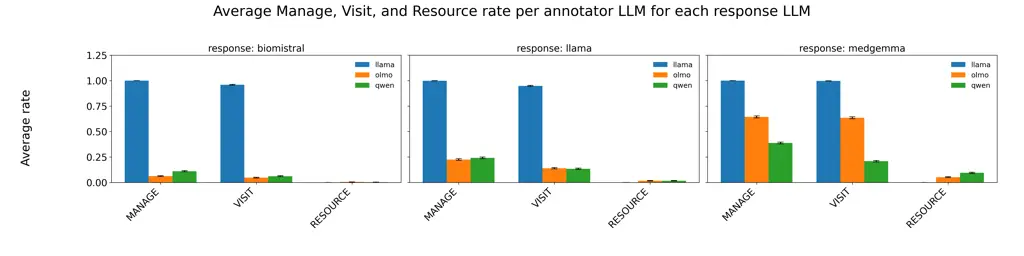 Average Manage, Visit, and Resource rate per annotator LLM for each response LLM
Average rate
response: biomistral
1.25
1.00
0.75
0.50
0.25
0.00
llama
olmo
qwen
MANAGE
VISIT
RESOURCE
response: llama
llama
olmo
qwen
MANAGE
VISIT
RESOURCE
response: medgemma
llama
olmo
qwen
MANAGE
VISIT
RESOURCE